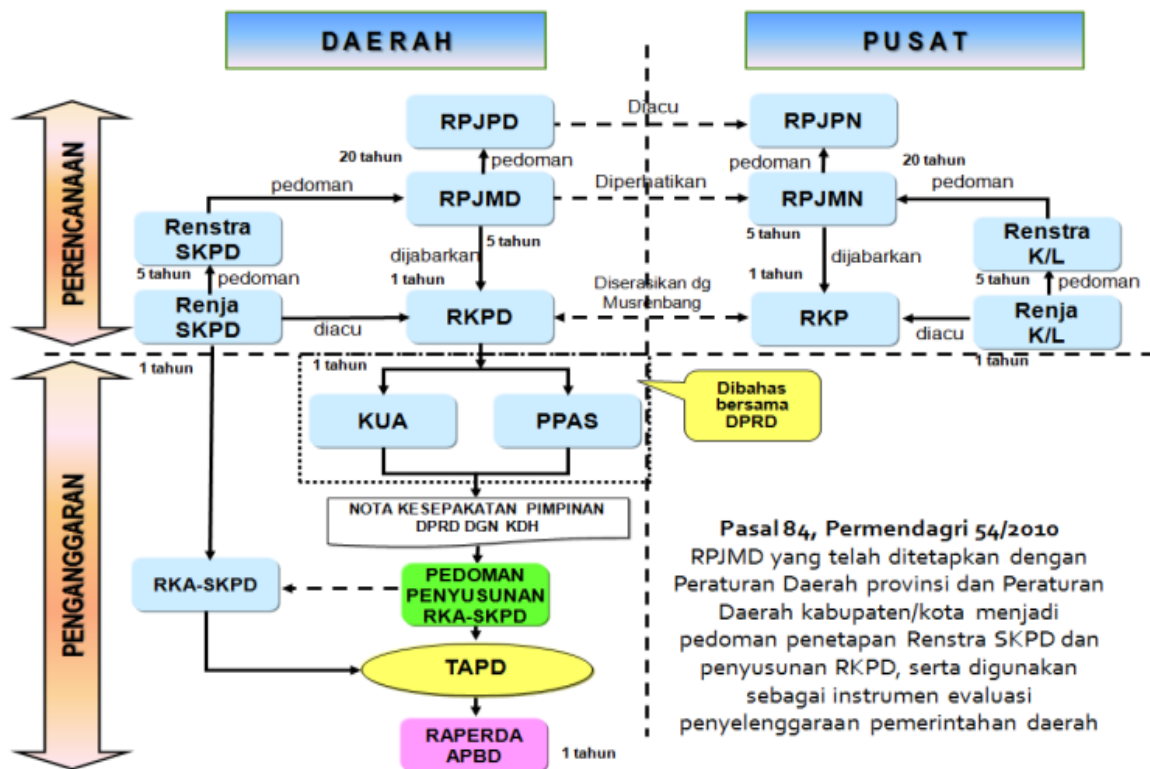 DAERAH
PUSAT
PERENCANAAN
RPJPD
Diacu
RPJPN
20 tahun
pedoman
pedoman
20 tahun
pedoman
RPJMD
Diperhatikan
RPJMN
pedoman
Renstra
SKPD
5 tahun
dijabarkan
5 tahun
dijabarkan
Renstra
K/L
5 tahun
pedoman
1 tahun
Diserasikan dg
Musrenbang
1 tahun
5 tahun
pedoman
Renja
SKPD
diacu
RKPD
RKP
diacu
Renja
K/L
1 tahun
1 tahun
1 tahun
PENGANGGARAN
KUA
PPAS
Dibahas
bersama
DPRD
NOTA KESEPAKATAN PIMPINAN
DPRD DGN KDH
RKA-SKPD
PEDOMAN
PENYUSUNAN
RKA-SKPD
TAPD
RAPERDA
APBD
1 tahun
Pasal 84, Permendagri 54/2010
RPJMD yang telah ditetapkan dengan
Peraturan Daerah provinsi dan Peraturan
Daerah kabupaten/kota menjadi
pedoman penetapan Renstra SKPD dan
penyusunan RKPD, serta digunakan
sebagai instrumen evaluasi
penyelenggaraan pemerintahan daerah